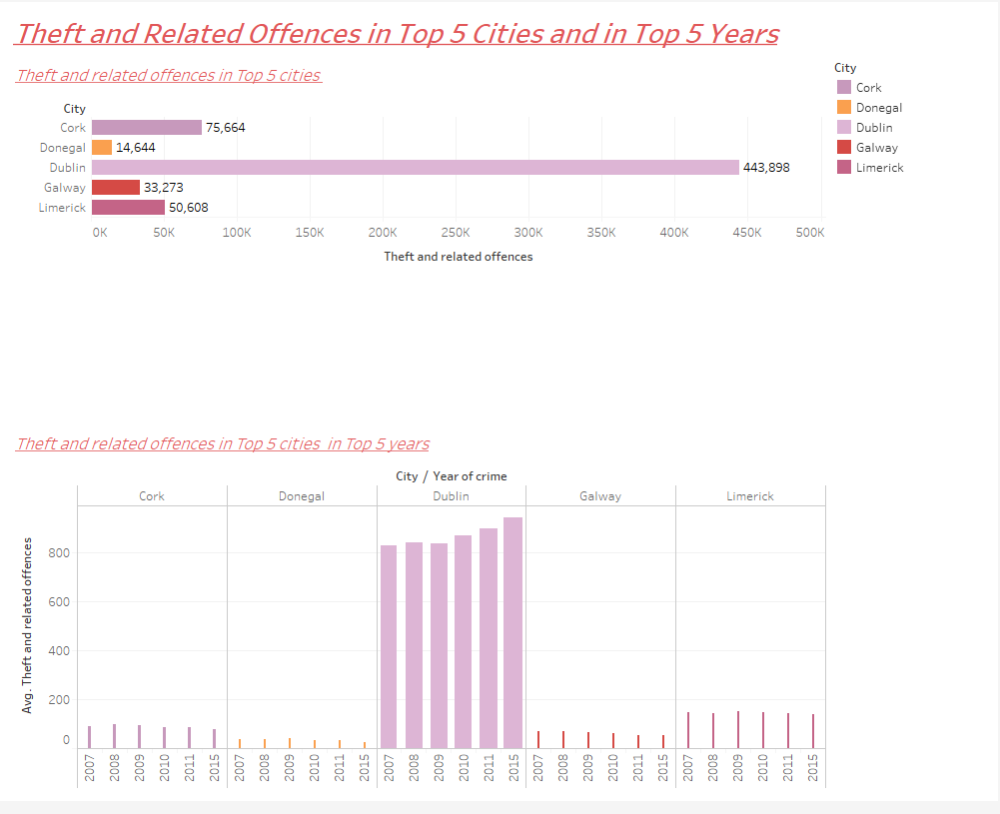 Theft and Related Offences in Top 5 Cities and in Top 5 Years
Theft and related offences in Top 5 cities
City
Cork 75,664
Donegal 14,644
Dublin 443,898
Galway 33,273
Limerick 50,608
0K 50K 100K 150K 200K 250K 300K 350K 400K 450K 500K
Theft and related offences
City
Cork
Donegal
Dublin
Galway
Limerick
Theft and related offences in Top 5 cities in Top 5 years
City / Year of crime
Cork Donegal Dublin Galway Limerick
Avg. Theft and related offences
800
600
400
200
0
2007 2008 2009 2010 2011 2015 2007 2008 2009 2010 2011 2015 2007 2008 2009 2010 2011 2015 2007 2008 2009 2010 2011 2015 2007 2008 2009 2010 2011 2015